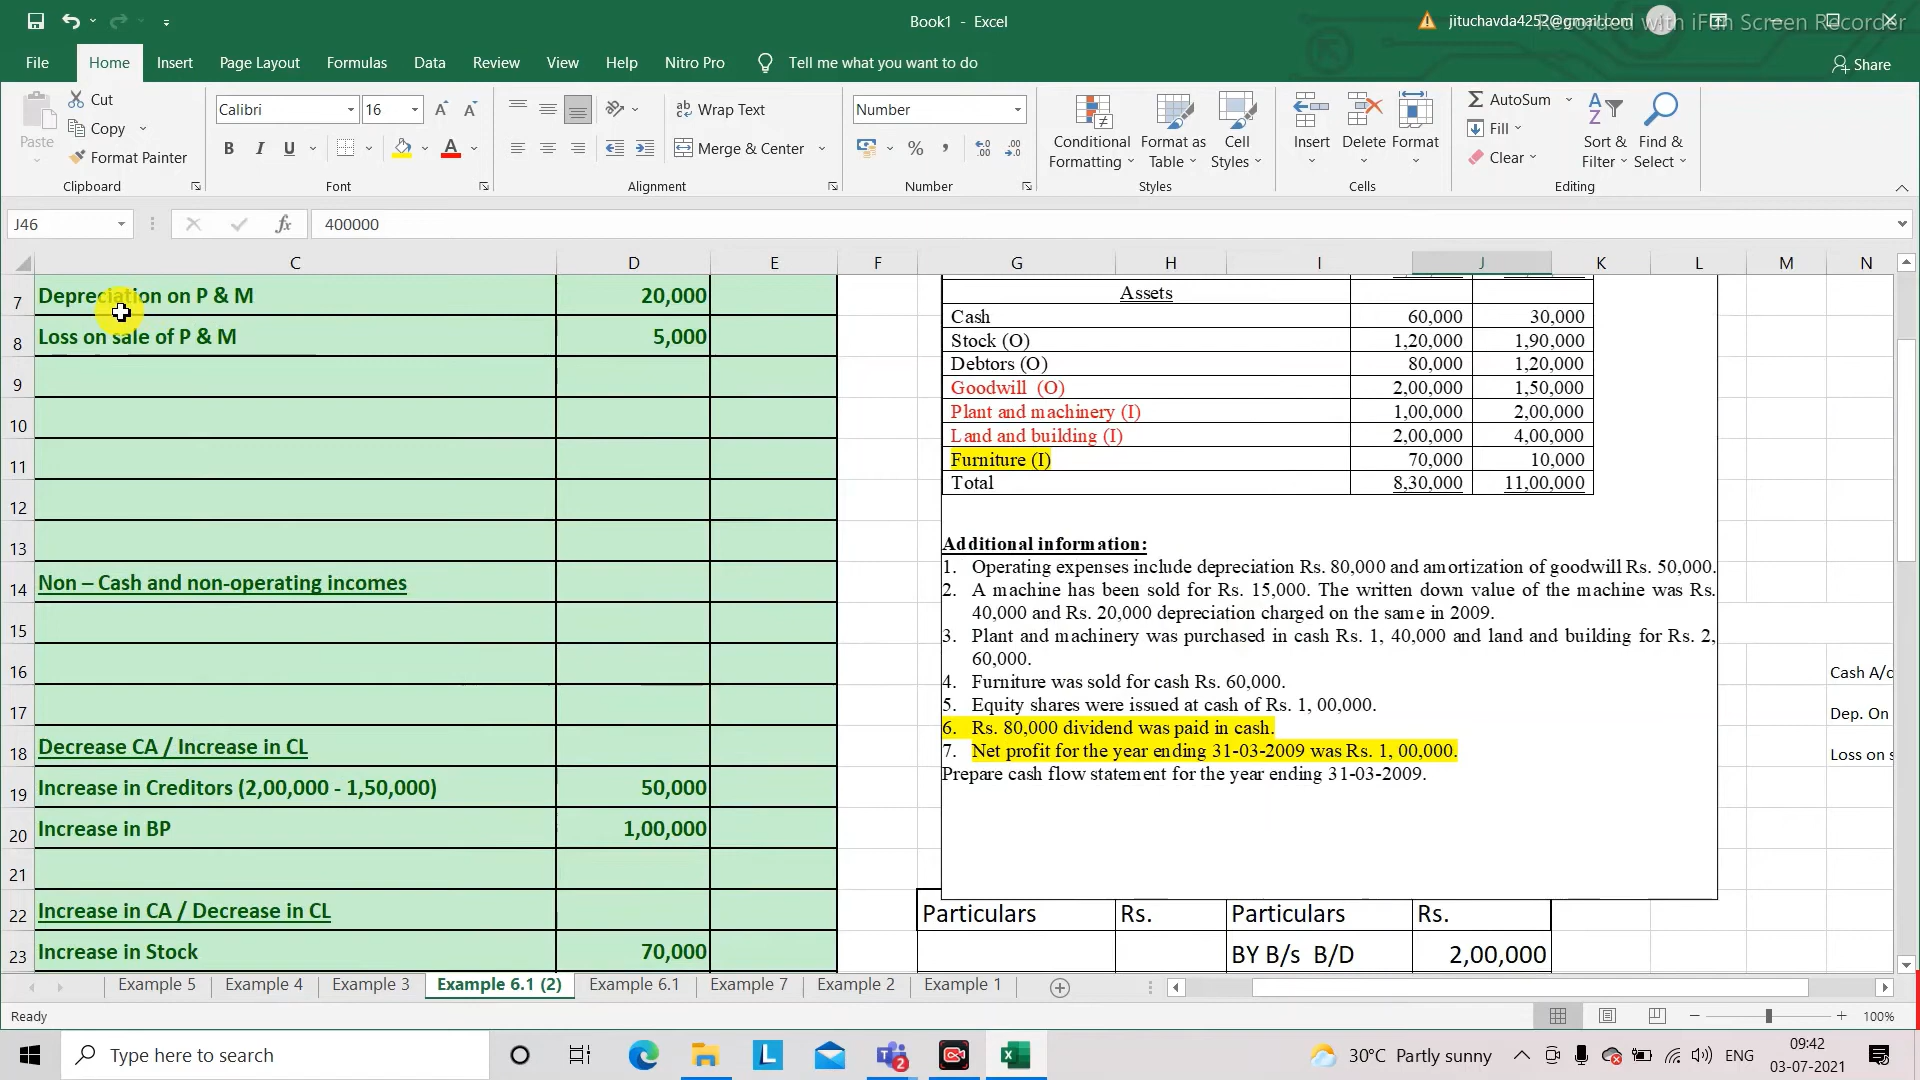 Book1 - Excel
jituchavda4252@gmail.com
Recorded with iFun Screen Recorder
File Home Insert Page Layout Formulas Data Review View Help Nitro Pro Tell me what you want to do Share
Paste
Cut
Copy
Format Painter
Calibri 16
B I U
Wrap Text
Merge & Center
Number
Conditional Formatting
Format as Table
Cell Styles
Insert Delete Format
AutoSum
Fill
Clear
Sort & Filter
Find & Select
Clipboard Font Alignment Number Styles Cells Editing
J46 fx 400000
C D E F G H I J K L M N
7 Depreciation on P & M 20,000
8 Loss on sale of P & M 5,000
9
10
11
12
13
14 Non – Cash and non-operating incomes
15
16
17
18 Decrease CA / Increase in CL
19 Increase in Creditors (2,00,000 - 1,50,000) 50,000
20 Increase in BP 1,00,000
21
22 Increase in CA / Decrease in CL
23 Increase in Stock 70,000
Assets
Cash 60,000 30,000
Stock (O) 1,20,000 1,90,000
Debtors (O) 80,000 1,20,000
Goodwill (O) 2,00,000 1,50,000
Plant and machinery (I) 1,00,000 2,00,000
Land and building (I) 2,00,000 4,00,000
Furniture (I) 70,000 10,000
Total 8,30,000 11,00,000
Additional information:
1. Operating expenses include depreciation Rs. 80,000 and amortization of goodwill Rs. 50,000.
2. A machine has been sold for Rs. 15,000. The written down value of the machine was Rs.
40,000 and Rs. 20,000 depreciation charged on the same in 2009.
3. Plant and machinery was purchased in cash Rs. 1, 40,000 and land and building for Rs. 2,
60,000.
4. Furniture was sold for cash Rs. 60,000.
5. Equity shares were issued at cash of Rs. 1, 00,000.
6. Rs. 80,000 dividend was paid in cash.
7. Net profit for the year ending 31-03-2009 was Rs. 1, 00,000.
Prepare cash flow statement for the year ending 31-03-2009.
Cash A/c
Dep. On
Loss on s
Particulars Rs. Particulars Rs.
BY B/s B/D 2,00,000
Example 5 Example 4 Example 3 Example 6.1 (2) Example 6.1 Example 7 Example 2 Example 1
Ready 100%
Type here to search
2
30°C Partly sunny ENG
09:42
03-07-2021